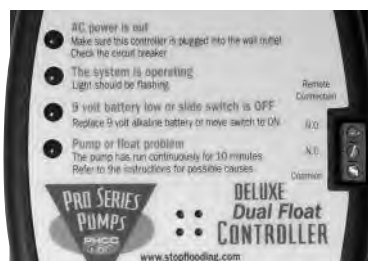 AC power is out
Make sure this controller is plugged into the wall outlet
Check the circuit breaker
The system is operating
Light should be flashing
Remote
Connection
9 volt battery low or slide switch is OFF
Replace 9 volt alkaline battery or move switch to ON.
N.O.
Pump or float problem
The pump has run continuously for 10 minutes
Refer to the instructions for possible causes.
N.C.
Common
PRO SERIES
PUMPS
PHCC
DELUXE
Dual Float
CONTROLLER
www.stopflooding.com